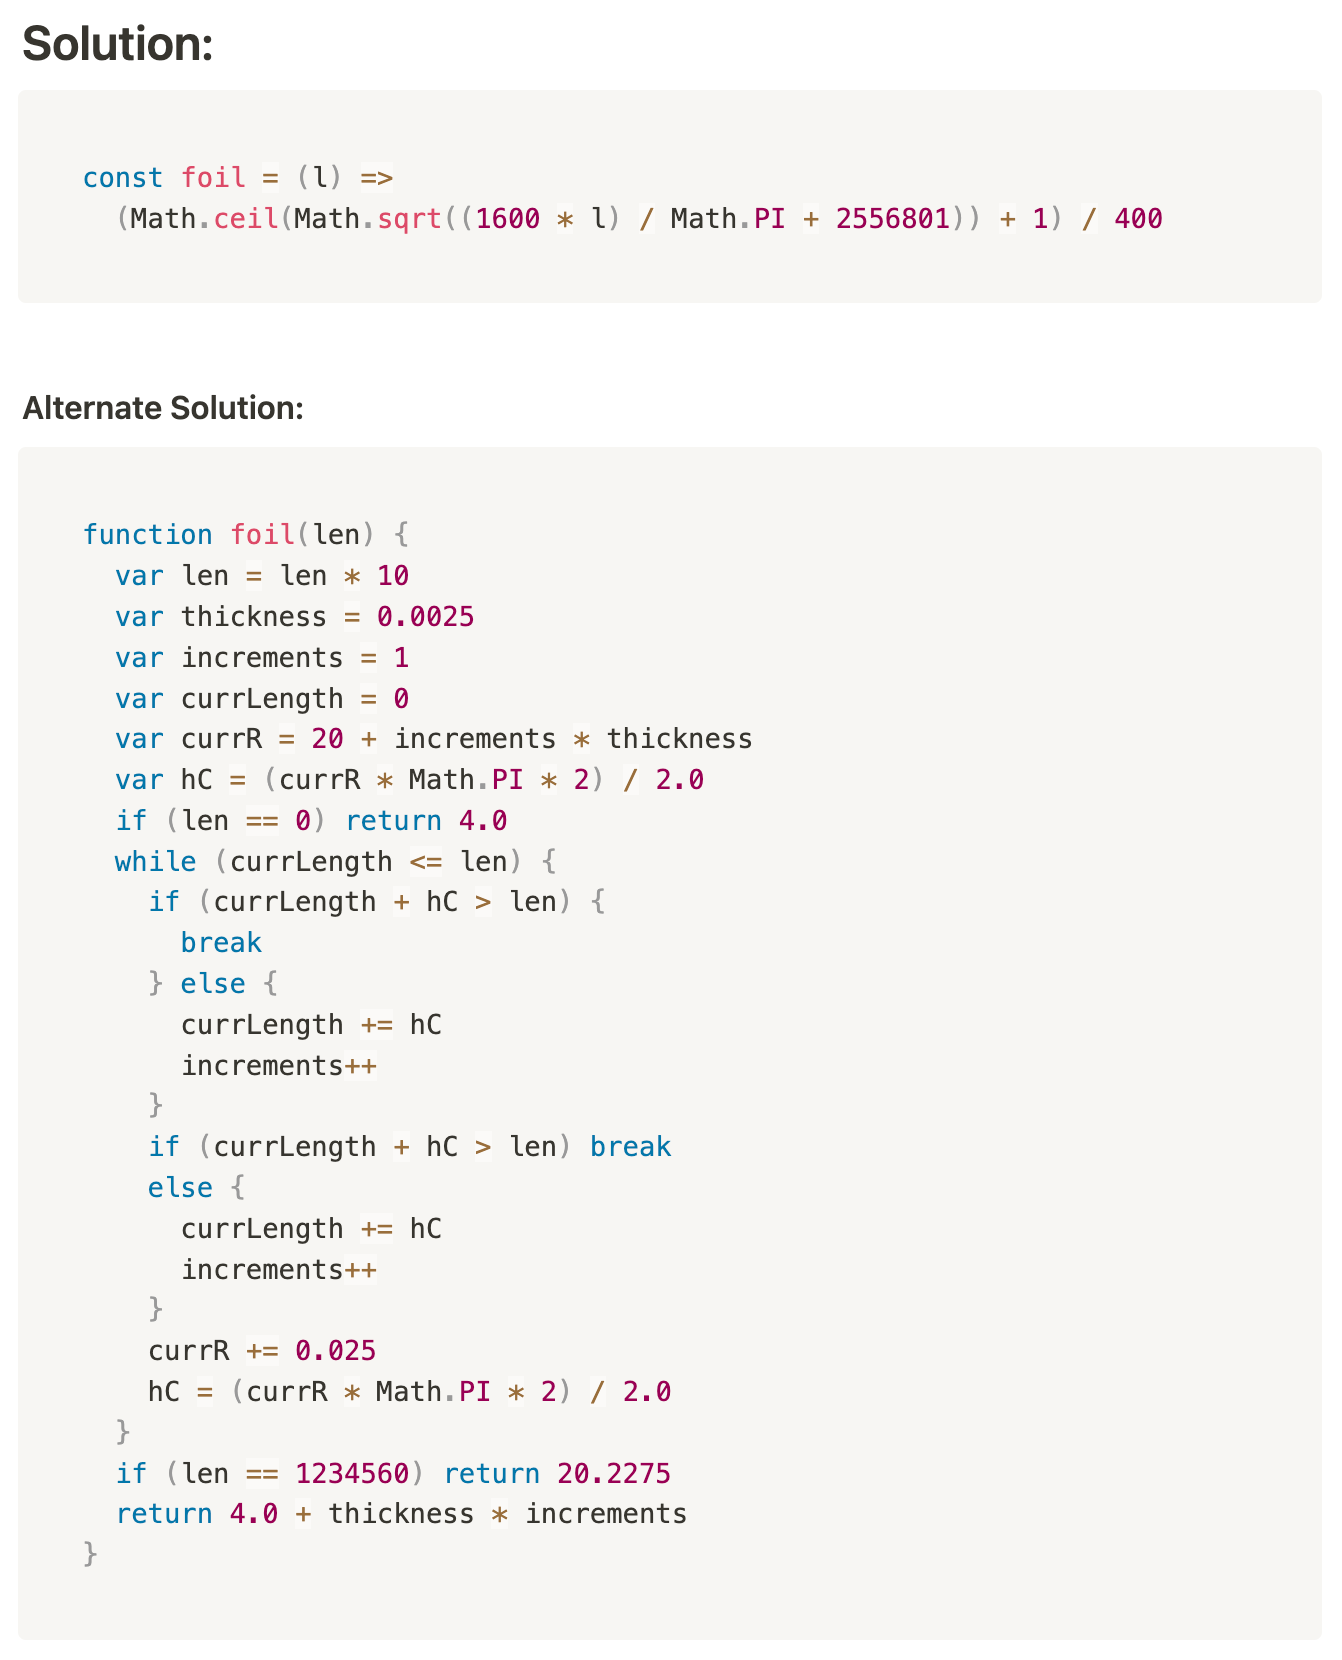 Solution:
const foil = (l) =>
  (Math.ceil(Math.sqrt((1600 * l) / Math.PI + 2556801)) + 1) / 400
Alternate Solution:
function foil(len) {
  var len = len * 10
  var thickness = 0.0025
  var increments = 1
  var currLength = 0
  var currR = 20 + increments * thickness
  var hC = (currR * Math.PI * 2) / 2.0
  if (len == 0) return 4.0
  while (currLength <= len) {
    if (currLength + hC > len) {
      break
    } else {
      currLength += hC
      increments++
    }
    if (currLength + hC > len) break
    else {
      currLength += hC
      increments++
    }
    currR += 0.025
    hC = (currR * Math.PI * 2) / 2.0
  }
  if (len == 1234560) return 20.2275
  return 4.0 + thickness * increments
}